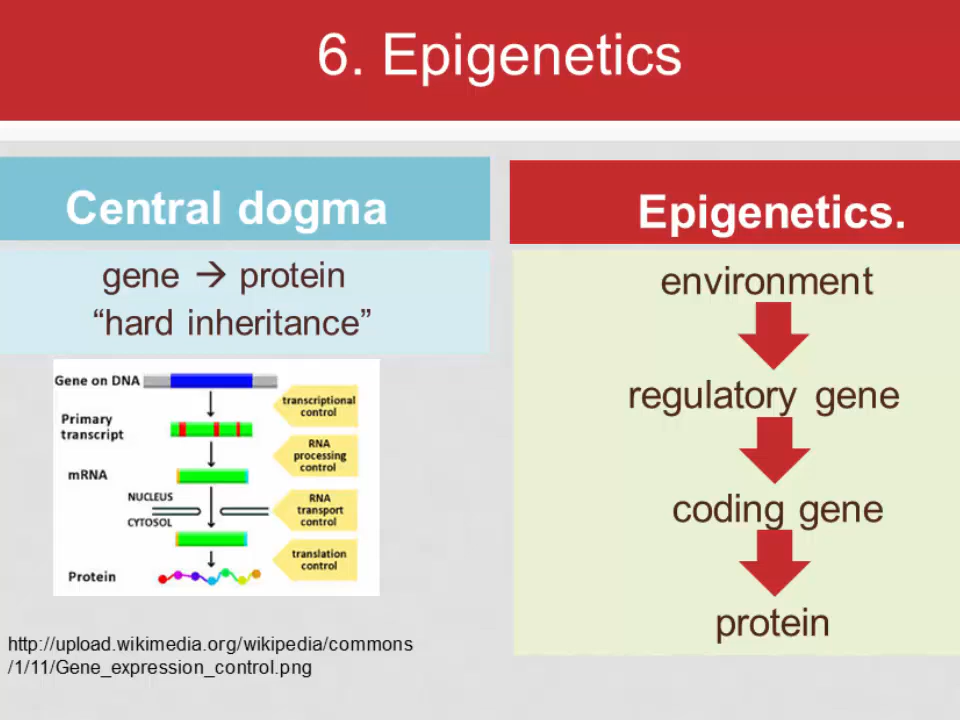 6. Epigenetics
Central dogma
gene → protein
“hard inheritance”
Gene on DNA
transcriptional
control
Primary
transcript
RNA
processing
control
mRNA
NUCLEUS
CYTOSOL
RNA
transport
control
translation
control
Protein
http://upload.wikimedia.org/wikipedia/commons
/1/11/Gene_expression_control.png
Epigenetics.
environment
regulatory gene
coding gene
protein